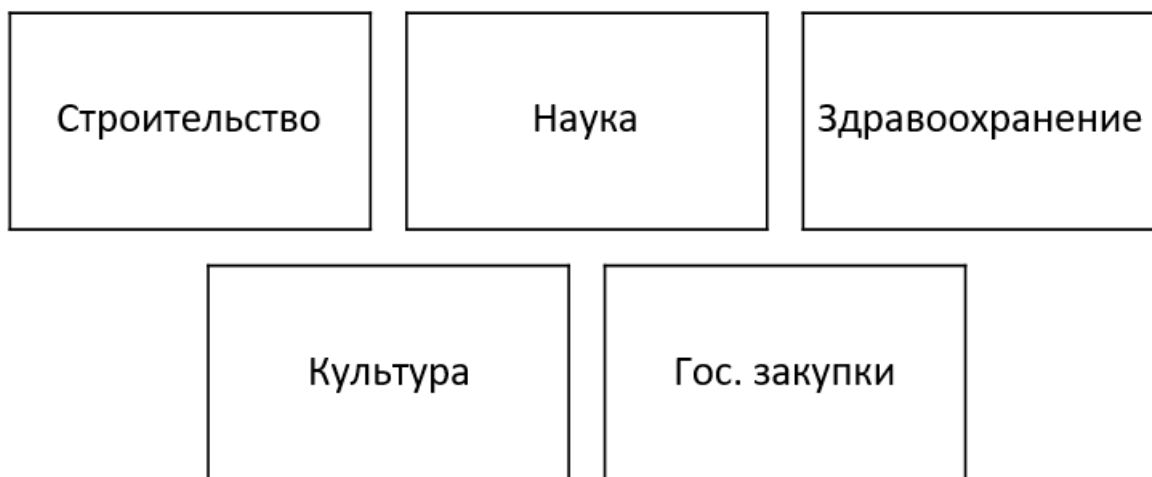 Строительство
Наука
Здравоохранение
Культура
Гос. закупки